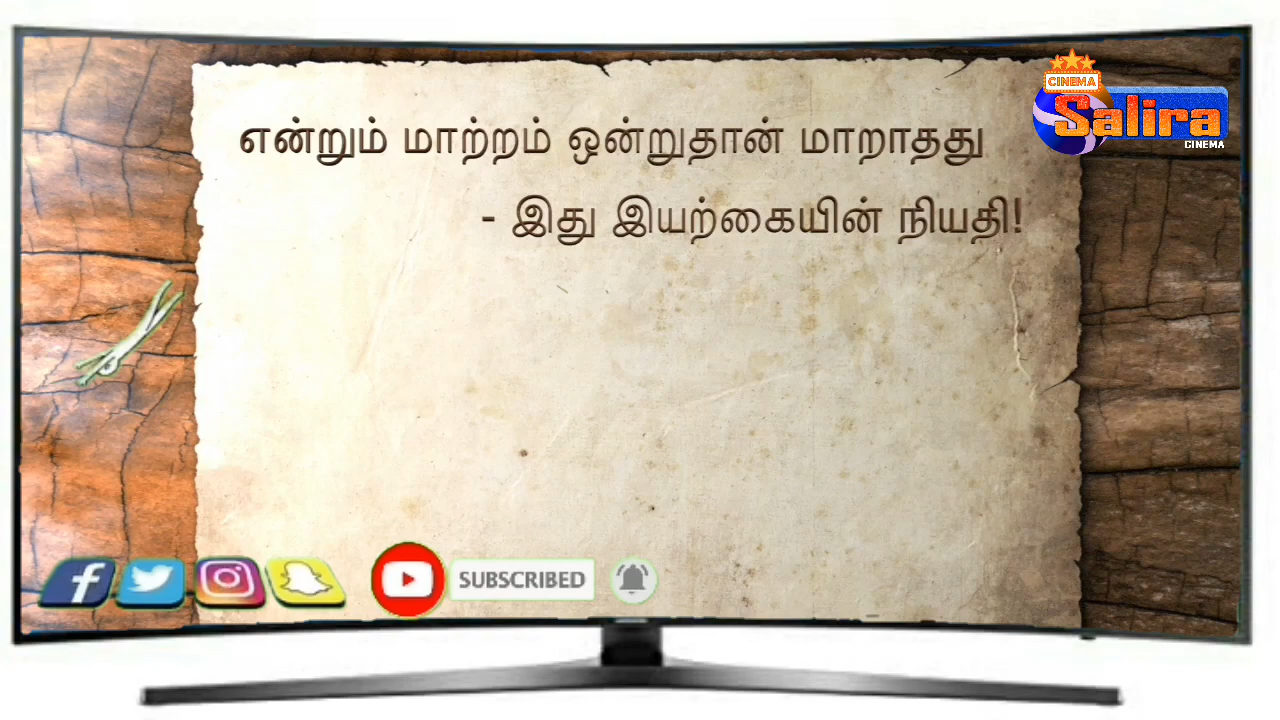 என்றும் மாற்றம் ஒன்றுதான் மாறாதது
- இது இயற்கையின் நியதி!
CINEMA
Salira
CINEMA
SUBSCRIBED